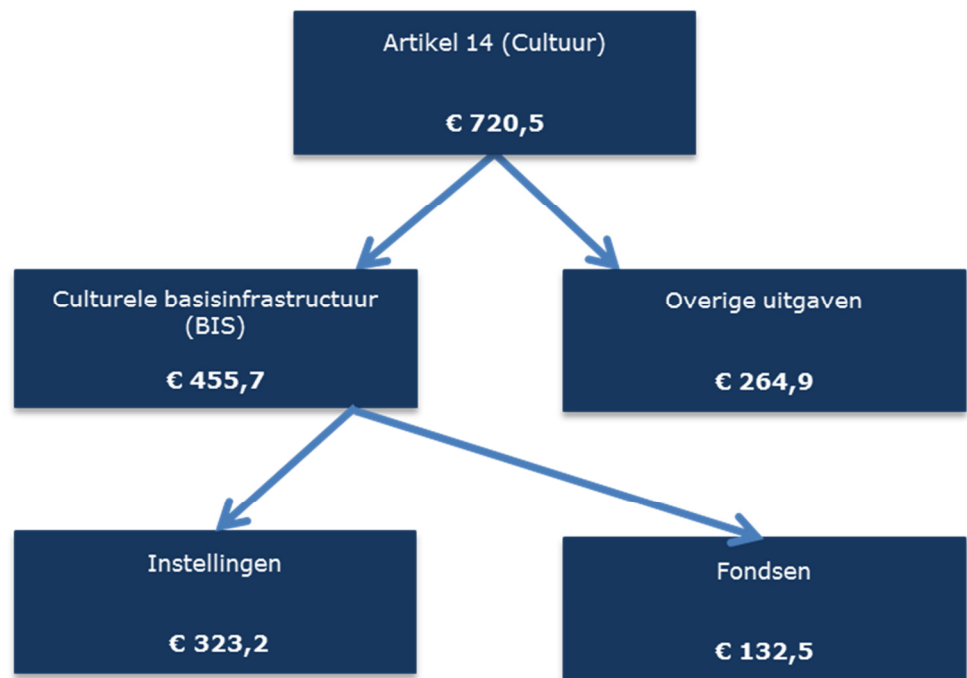 Artikel 14 (Cultuur)
€ 720,5
Culturele basisinfrastructuur
(BIS)
€ 455,7
Overige uitgaven
€ 264,9
Instellingen
€ 323,2
Fondsen
€ 132,5